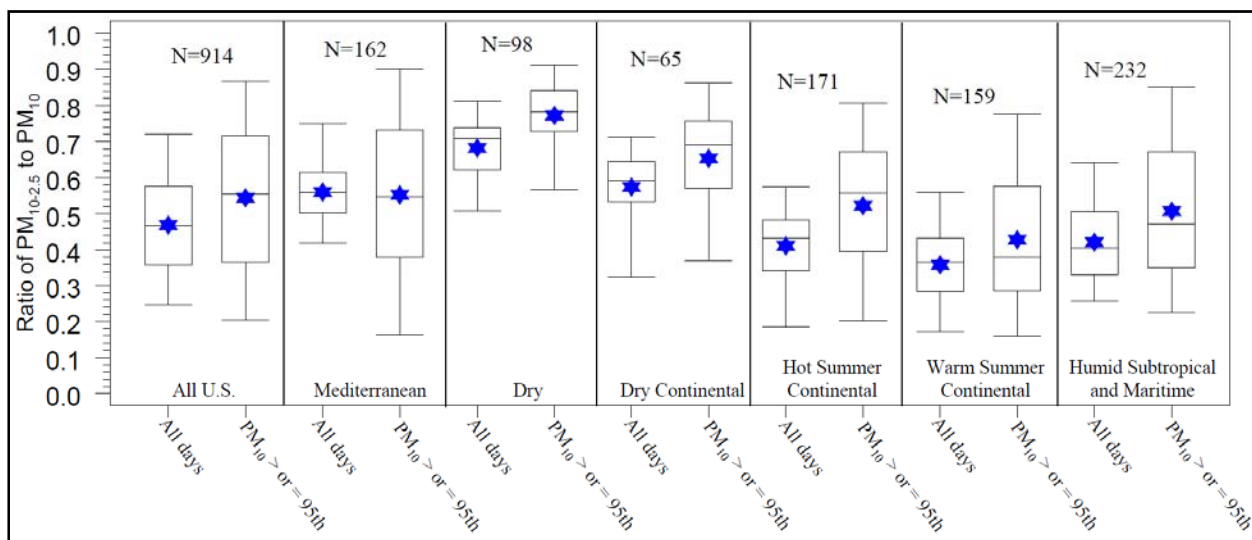 Ratio of PM10-2.5 to PM10
1.0
0.9
0.8
0.7
0.6
0.5
0.4
0.3
0.2
0.1
0.0
N=914
N=162
N=98
N=65
N=171
N=159
N=232
All U.S.
Mediterranean
Dry
Dry Continental
Hot Summer
Continental
Warm Summer
Continental
Humid Subtropical
and Maritime
All days
PM10 > or = 95th
All days
PM10 > or = 95th
All days
PM10 > or = 95th
All days
PM10 > or = 95th
All days
PM10 > or = 95th
All days
PM10 > or = 95th
All days
PM10 > or = 95th